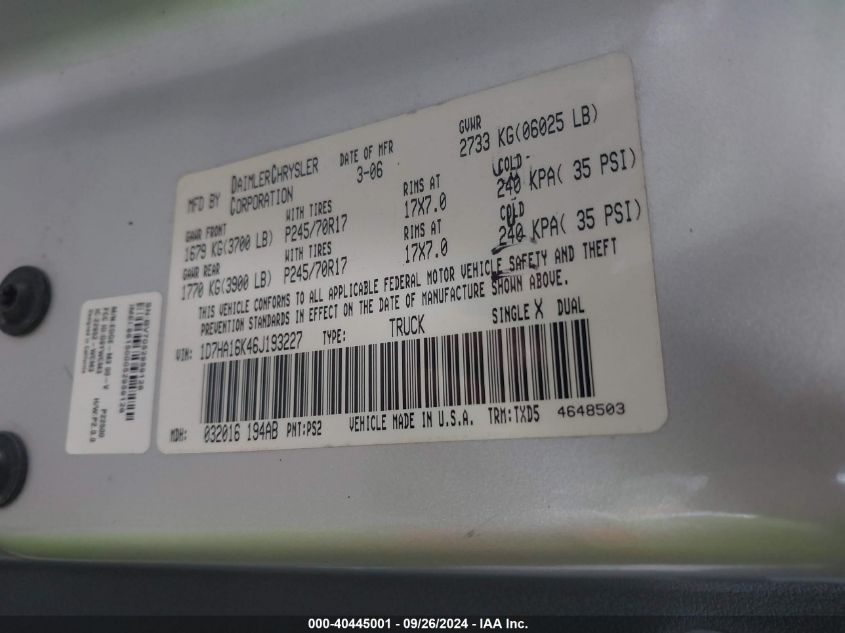 MFD BY DAIMLERCHRYSLER CORPORATION
DATE OF MFR 3-06
GVWR 2733 KG(06025 LB)
GAWR FRONT WITH TIRES RIMS AT COLD
1679 KG(3700 LB) P245/70R17 17X7.0 240 KPA( 35 PSI)
GAWR REAR WITH TIRES RIMS AT COLD
1770 KG(3900 LB) P245/70R17 17X7.0 240 KPA( 35 PSI)
THIS VEHICLE CONFORMS TO ALL APPLICABLE FEDERAL MOTOR VEHICLE SAFETY AND THEFT
PREVENTION STANDARDS IN EFFECT ON THE DATE OF MANUFACTURE SHOWN ABOVE.
VIN: 1D7HA16K46J193227 TYPE: TRUCK SINGLE X DUAL
MDH: 032016 194AB PNT:PS2 VEHICLE MADE IN U.S.A. TRM:TXD5 4648503
P22500 H/W:P2.0.0
000-40445001 - 09/26/2024 - IAA Inc.